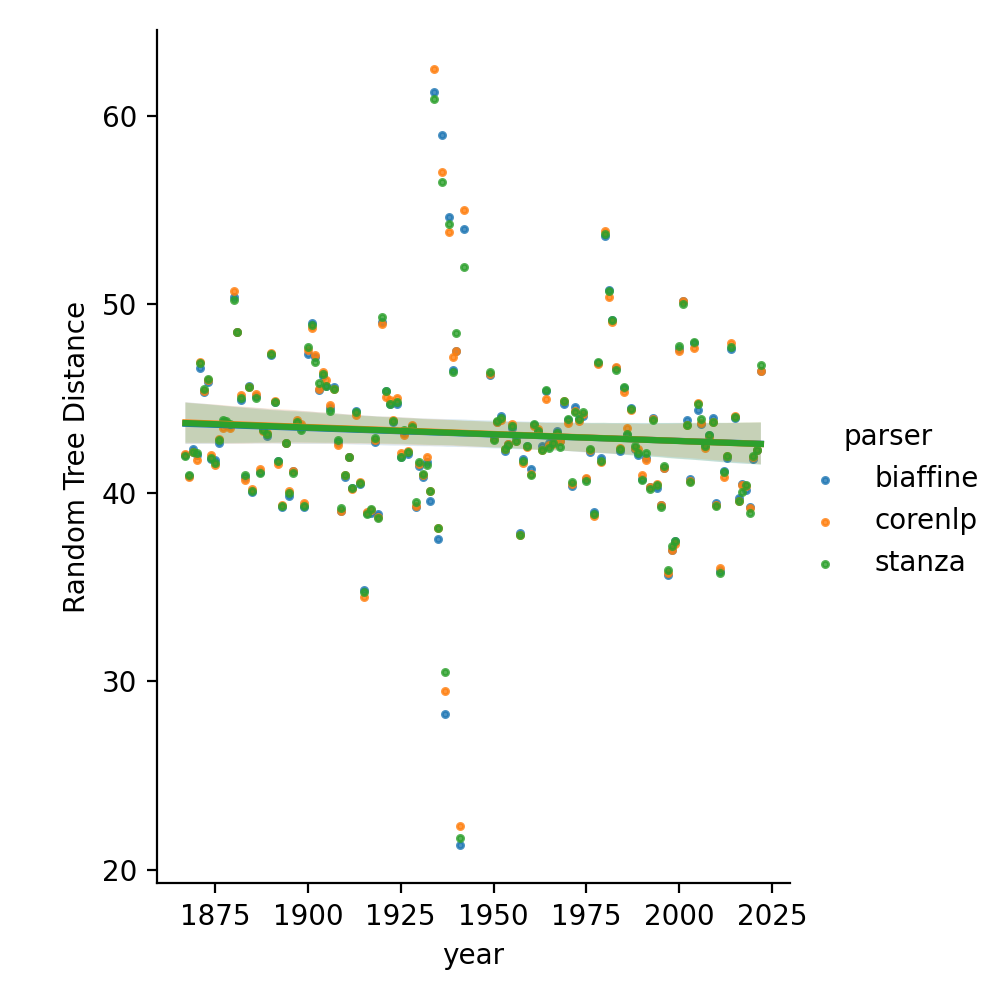 60
50
40
30
20
Random Tree Distance
1875 1900 1925 1950 1975 2000 2025
year
parser
biaffine
corenlp
stanza